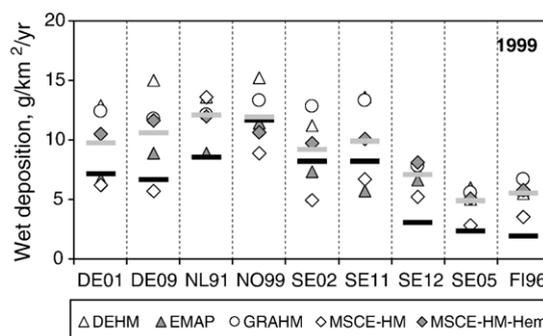 Wet deposition, g/km²/yr
20
15
10
5
0
1999
DE01 DE09 NL91 NO99 SE02 SE11 SE12 SE05 FI96
DEHM EMAP GRAHM MSCE-HM MSCE-HM-Hem